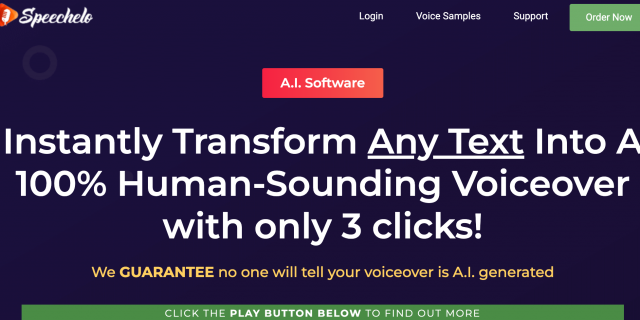 Speechelo
Login Voice Samples Support Order Now
A.I. Software
Instantly Transform Any Text Into A
100% Human-Sounding Voiceover
with only 3 clicks!
We GUARANTEE no one will tell your voiceover is A.I. generated
CLICK THE PLAY BUTTON BELOW TO FIND OUT MORE